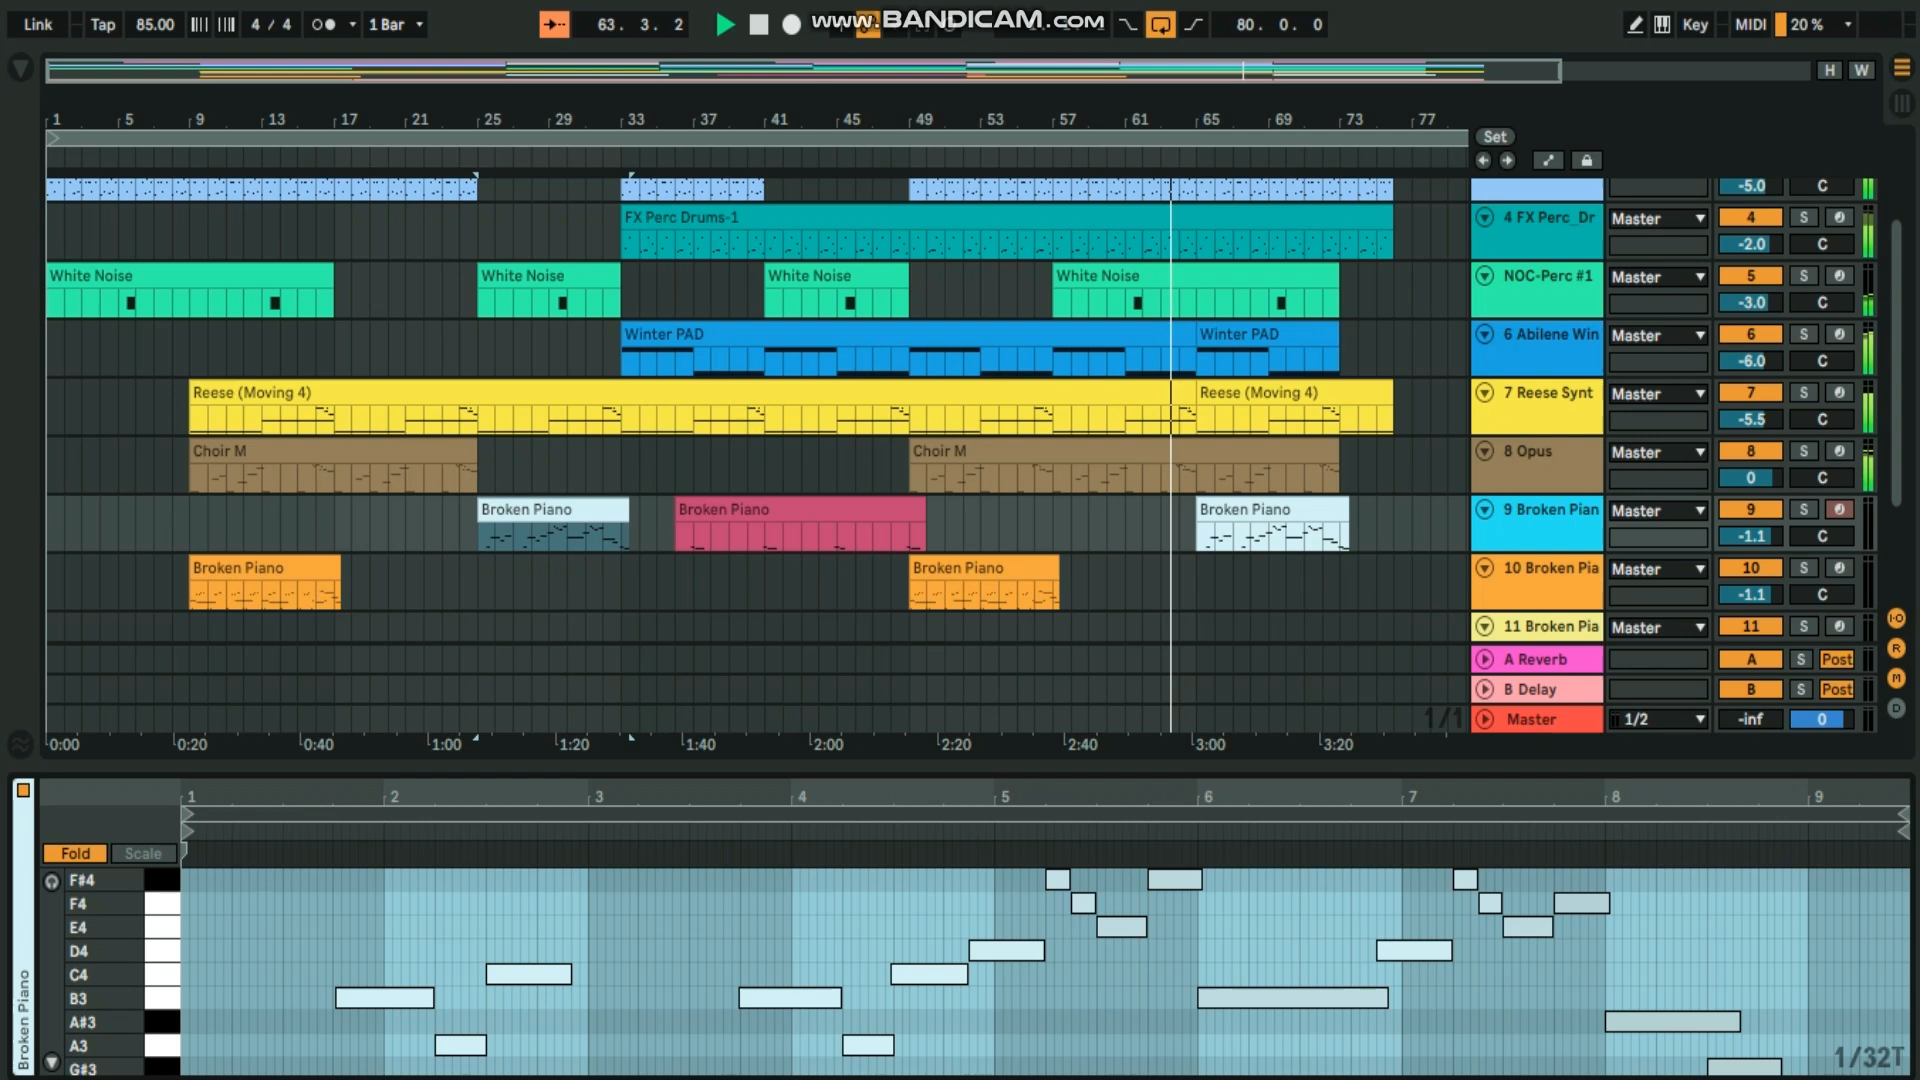 Link Tap 85.00 4 / 4 1 Bar 63. 3. 2 www.BANDICAM.com 80. 0. 0 Key MIDI 20 %
H W
1 5 9 13 17 21 25 29 33 37 41 45 49 53 57 61 65 69 73 77
Set
-5.0 C
FX Perc Drums-1 4 FX Perc_Dr Master 4 S
-2.0 C
White Noise White Noise White Noise White Noise NOC-Perc #1 Master 5 S
-3.0 C
Winter PAD Winter PAD 6 Abilene Win Master 6 S
-6.0 C
Reese (Moving 4) Reese (Moving 4) 7 Reese Synt Master 7 S
-5.5 C
Choir M Choir M 8 Opus Master 8 S
0 C
Broken Piano Broken Piano Broken Piano 9 Broken Pian Master 9 S
-1.1 C
Broken Piano Broken Piano 10 Broken Pia Master 10 S
-1.1 C
11 Broken Pia Master 11 S
I·O
A Reverb A S Post
R
B Delay B S Post
M
D
1/1 Master 1/2 -inf 0
0:00 0:20 0:40 1:00 1:20 1:40 2:00 2:20 2:40 3:00 3:20
1 2 3 4 5 6 7 8 9
Fold Scale
F#4
F4
E4
D4
C4
B3
A#3
A3
G#3
Broken Piano
1/32T